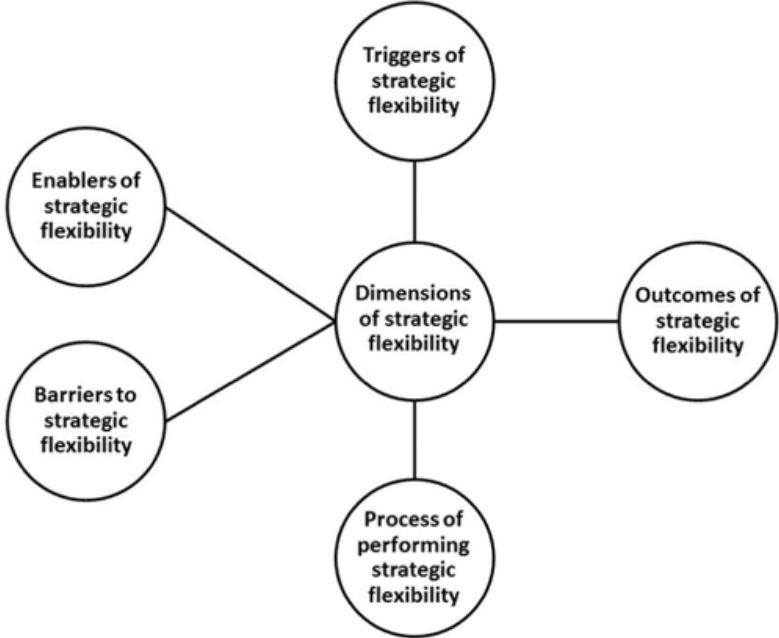 Triggers of
strategic
flexibility
Enablers of
strategic
flexibility
Dimensions
of strategic
flexibility
Outcomes of
strategic
flexibility
Barriers to
strategic
flexibility
Process of
performing
strategic
flexibility